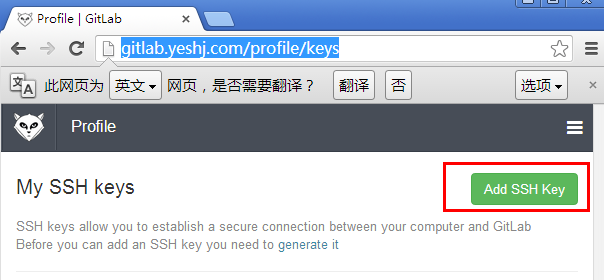 Profile | GitLab
gitlab.yeshj.com/profile/keys
此网页为 英文 网页，是否需要翻译？ 翻译 否 选项
Profile
My SSH keys Add SSH Key
SSH keys allow you to establish a secure connection between your computer and GitLab
Before you can add an SSH key you need to generate it